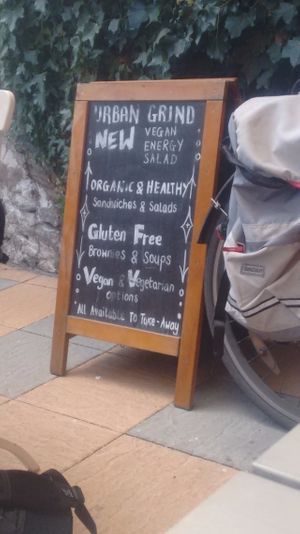 URBAN GRIND
NEW VEGAN
ENERGY
SALAD
ORGANIC & HEALTHY
Sandwiches & Salads
Gluten Free
Brownies & Soups
Vegan & Vegetarian
options
All Available To Take-Away